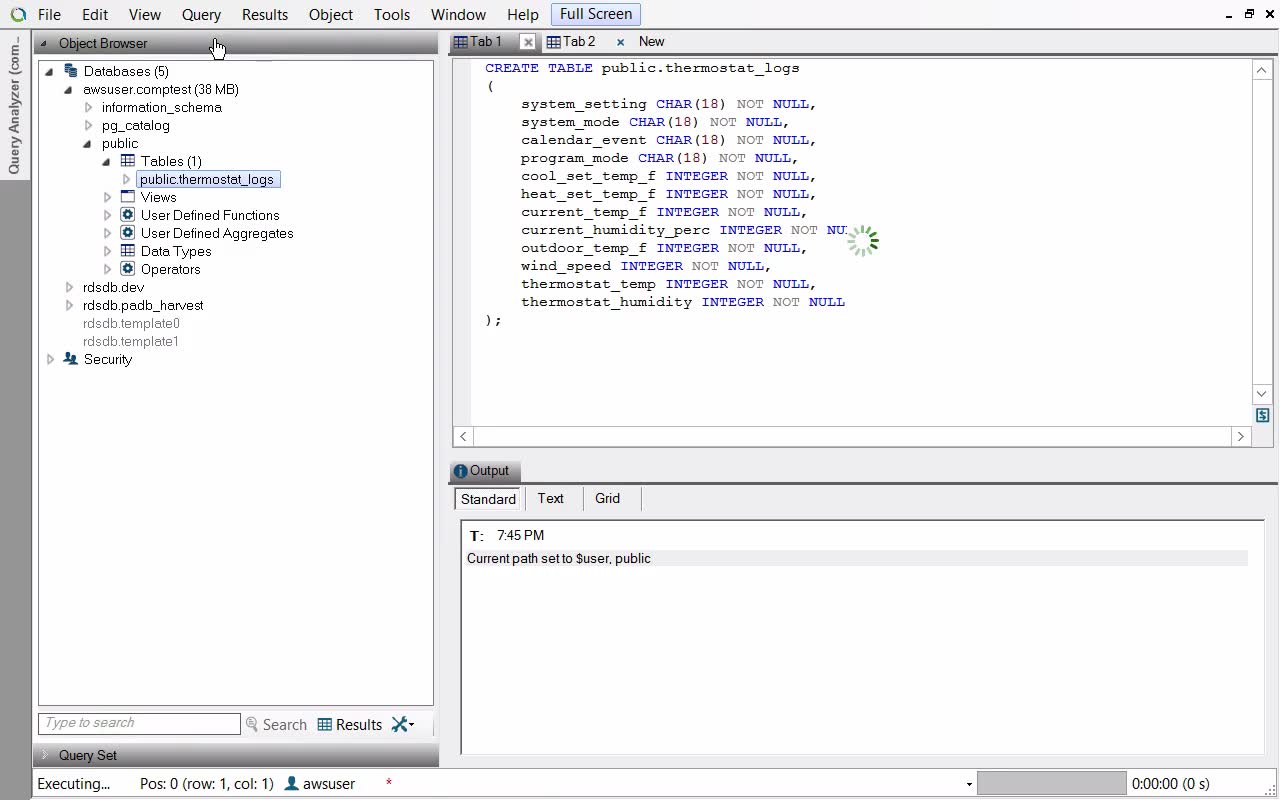 File Edit View Query Results Object Tools Window Help Full Screen
Query Analyzer (com...
Object Browser
Databases (5)
awsuser.comptest (38 MB)
information_schema
pg_catalog
public
Tables (1)
public.thermostat_logs
Views
User Defined Functions
User Defined Aggregates
Data Types
Operators
rdsdb.dev
rdsdb.padb_harvest
rdsdb.template0
rdsdb.template1
Security
Type to search Search Results
Query Set
Tab 1 Tab 2 New
CREATE TABLE public.thermostat_logs
(
system_setting CHAR(18) NOT NULL,
system_mode CHAR(18) NOT NULL,
calendar_event CHAR(18) NOT NULL,
program_mode CHAR(18) NOT NULL,
cool_set_temp_f INTEGER NOT NULL,
heat_set_temp_f INTEGER NOT NULL,
current_temp_f INTEGER NOT NULL,
current_humidity_perc INTEGER NOT NU
outdoor_temp_f INTEGER NOT NULL,
wind_speed INTEGER NOT NULL,
thermostat_temp INTEGER NOT NULL,
thermostat_humidity INTEGER NOT NULL
);
Output
Standard Text Grid
T: 7:45 PM
Current path set to $user, public
Executing... Pos: 0 (row: 1, col: 1) awsuser * 0:00:00 (0 s)